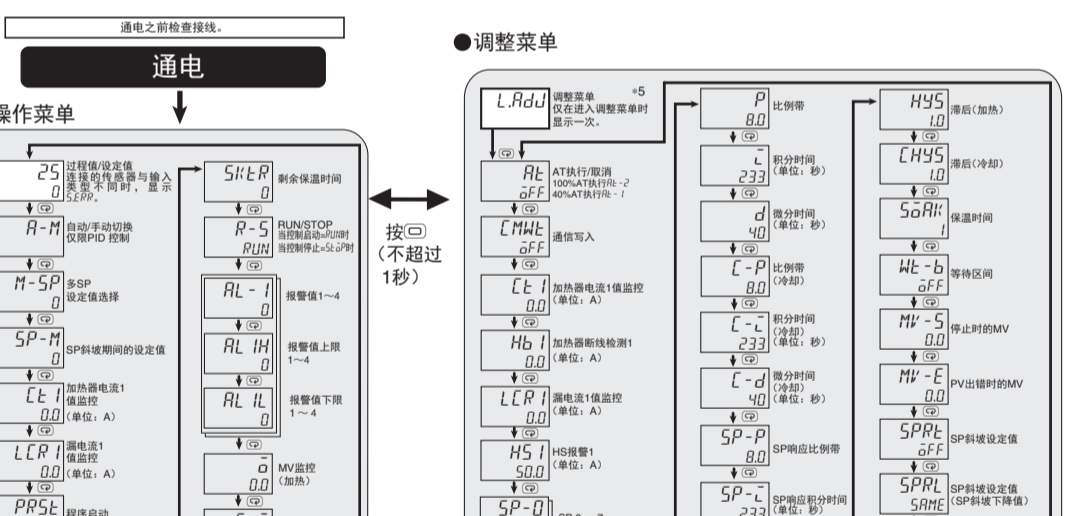 通电之前检查接线。
通电
操作菜单
25
0
过程值/设定值
连接的传感器与输入
类型不同时，显示
S.ERR。
A-M
自动/手动切换
仅限PID 控制
M-SP
0
多SP
设定值选择
SP-M
0
SP斜坡期间的设定值
Ct1
0.0
加热器电流1
值监控
(单位：A)
LCR1
0.0
漏电流1
值监控
(单位：A)
PRSt
程序启动
SKtR
0
剩余保温时间
R-S
RUN
RUN/STOP
当控制启动=RUN时
当控制停止=StoP时
AL-1
0
报警值1～4
AL1H
0
报警值上限
1～4
AL1L
0
报警值下限
1～4
o
0.0
MV监控
(加热)
按
(不超过
1秒)
●调整菜单
L.AdJ
调整菜单 *5
仅在进入调整菜单时
显示一次。
At
oFF
AT执行/取消
100%AT执行At-2
40%AT执行At-1
CMWt
oFF
通信写入
Ct1
0.0
加热器电流1值监控
(单位：A)
Hb1
0.0
加热器断线检测1
(单位：A)
LCR1
0.0
漏电流1值监控
(单位：A)
HS1
50.0
HS报警1
(单位：A)
SP-0
P
8.0
比例带
i
233
积分时间
(单位：秒)
d
40
微分时间
(单位：秒)
C-P
8.0
比例带
(冷却)
C-i
233
积分时间
(冷却)
(单位：秒)
C-d
40
微分时间
(冷却)
(单位：秒)
SP-P
8.0
SP响应比例带
SP-i
233
SP响应积分时间
(单位：秒)
HYS
1.0
滞后(加热)
CHYS
1.0
滞后(冷却)
SoAK
1
保温时间
Wt-b
oFF
等待区间
MV-S
0.0
停止时的MV
MV-E
0.0
PV出错时的MV
SPRt
oFF
SP斜坡设定值
SPRL
SAME
SP斜坡设定值
(SP斜坡下降值)